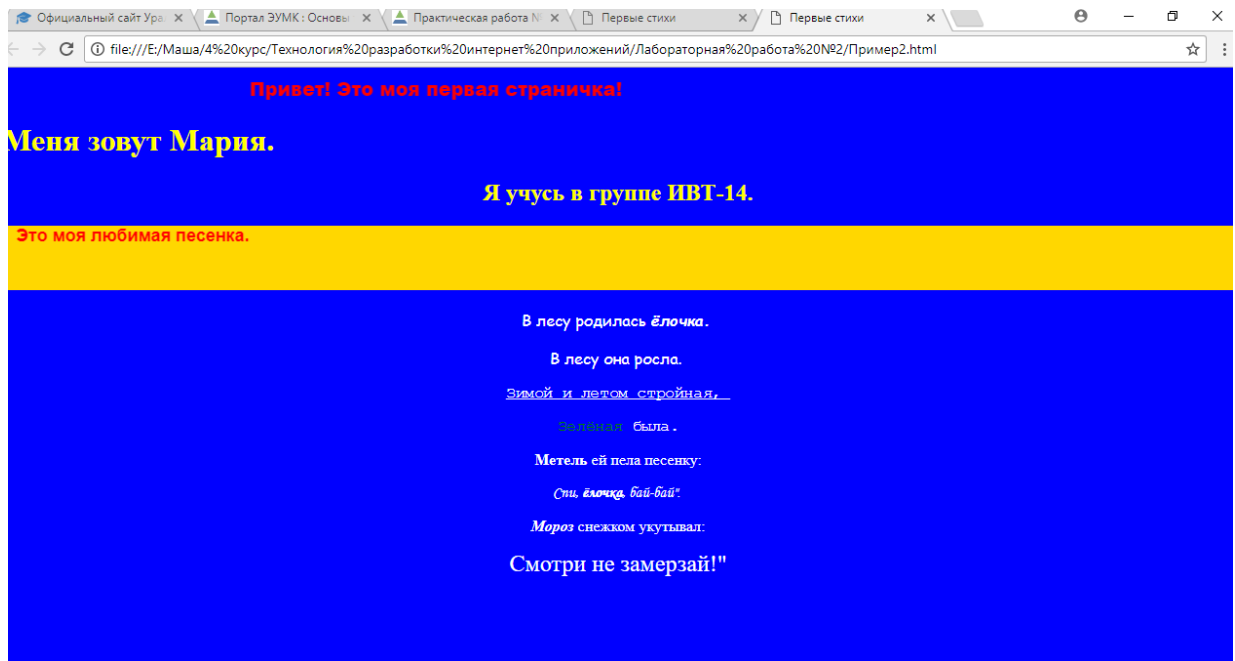 Официальный сайт Ура
Портал ЭУМК : Основы
Практическая работа N
Первые стихи
Первые стихи
file:///E:/Маша/4%20курс/Технология%20разработки%20интернет%20приложений/Лабораторная%20работа%20№2/Пример2.html
Привет! Это моя первая страничка!
Меня зовут Мария.
Я учусь в группе ИВТ-14.
Это моя любимая песенка.
В лесу родилась ёлочка.
В лесу она росла.
Зимой и летом стройная,
Зелёная была.
Метель ей пела песенку:
Спи, ёлочка, бай-бай".
Мороз снежком укутывал:
Смотри не замерзай!"